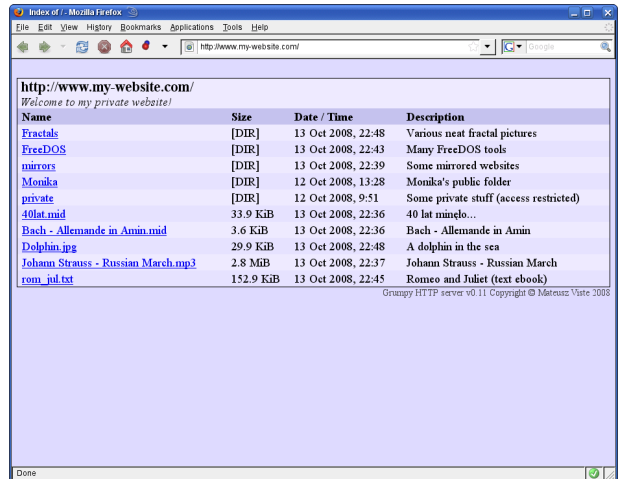 Index of / - Mozilla Firefox
File Edit View History Bookmarks Applications Tools Help
http://www.my-website.com/ Google
http://www.my-website.com/
Welcome to my private website!
Name Size Date / Time Description
Fractals [DIR] 13 Oct 2008, 22:48 Various neat fractal pictures
FreeDOS [DIR] 13 Oct 2008, 22:43 Many FreeDOS tools
mirrors [DIR] 13 Oct 2008, 22:39 Some mirrored websites
Monika [DIR] 12 Oct 2008, 13:28 Monika's public folder
private [DIR] 12 Oct 2008, 9:51 Some private stuff (access restricted)
40lat.mid 33.9 KiB 13 Oct 2008, 22:36 40 lat minęło...
Bach - Allemande in Amin.mid 3.6 KiB 13 Oct 2008, 22:36 Bach - Allemande in Amin
Dolphin.jpg 29.9 KiB 13 Oct 2008, 22:48 A dolphin in the sea
Johann Strauss - Russian March.mp3 2.8 MiB 13 Oct 2008, 22:37 Johann Strauss - Russian March
rom_jul.txt 152.9 KiB 13 Oct 2008, 22:45 Romeo and Juliet (text ebook)
Grumpy HTTP server v0.11 Copyright © Mateusz Viste 2008
Done